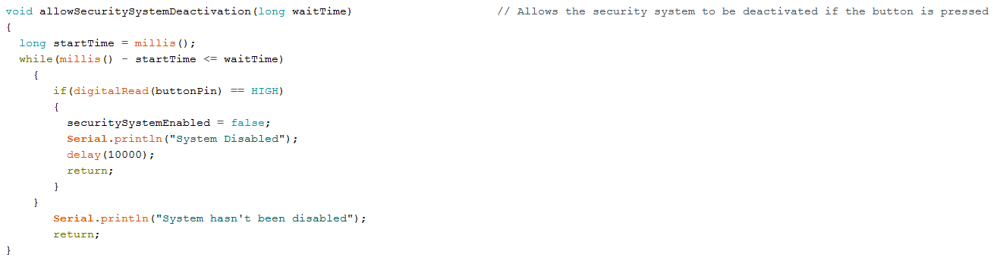 void allowSecuritySystemDeactivation(long waitTime) // Allows the security system to be deactivated if the button is pressed
{
long startTime = millis();
while(millis() - startTime <= waitTime)
{
if(digitalRead(buttonPin) == HIGH)
{
securitySystemEnabled = false;
Serial.println("System Disabled");
delay(10000);
return;
}
}
Serial.println("System hasn't been disabled");
return;
}